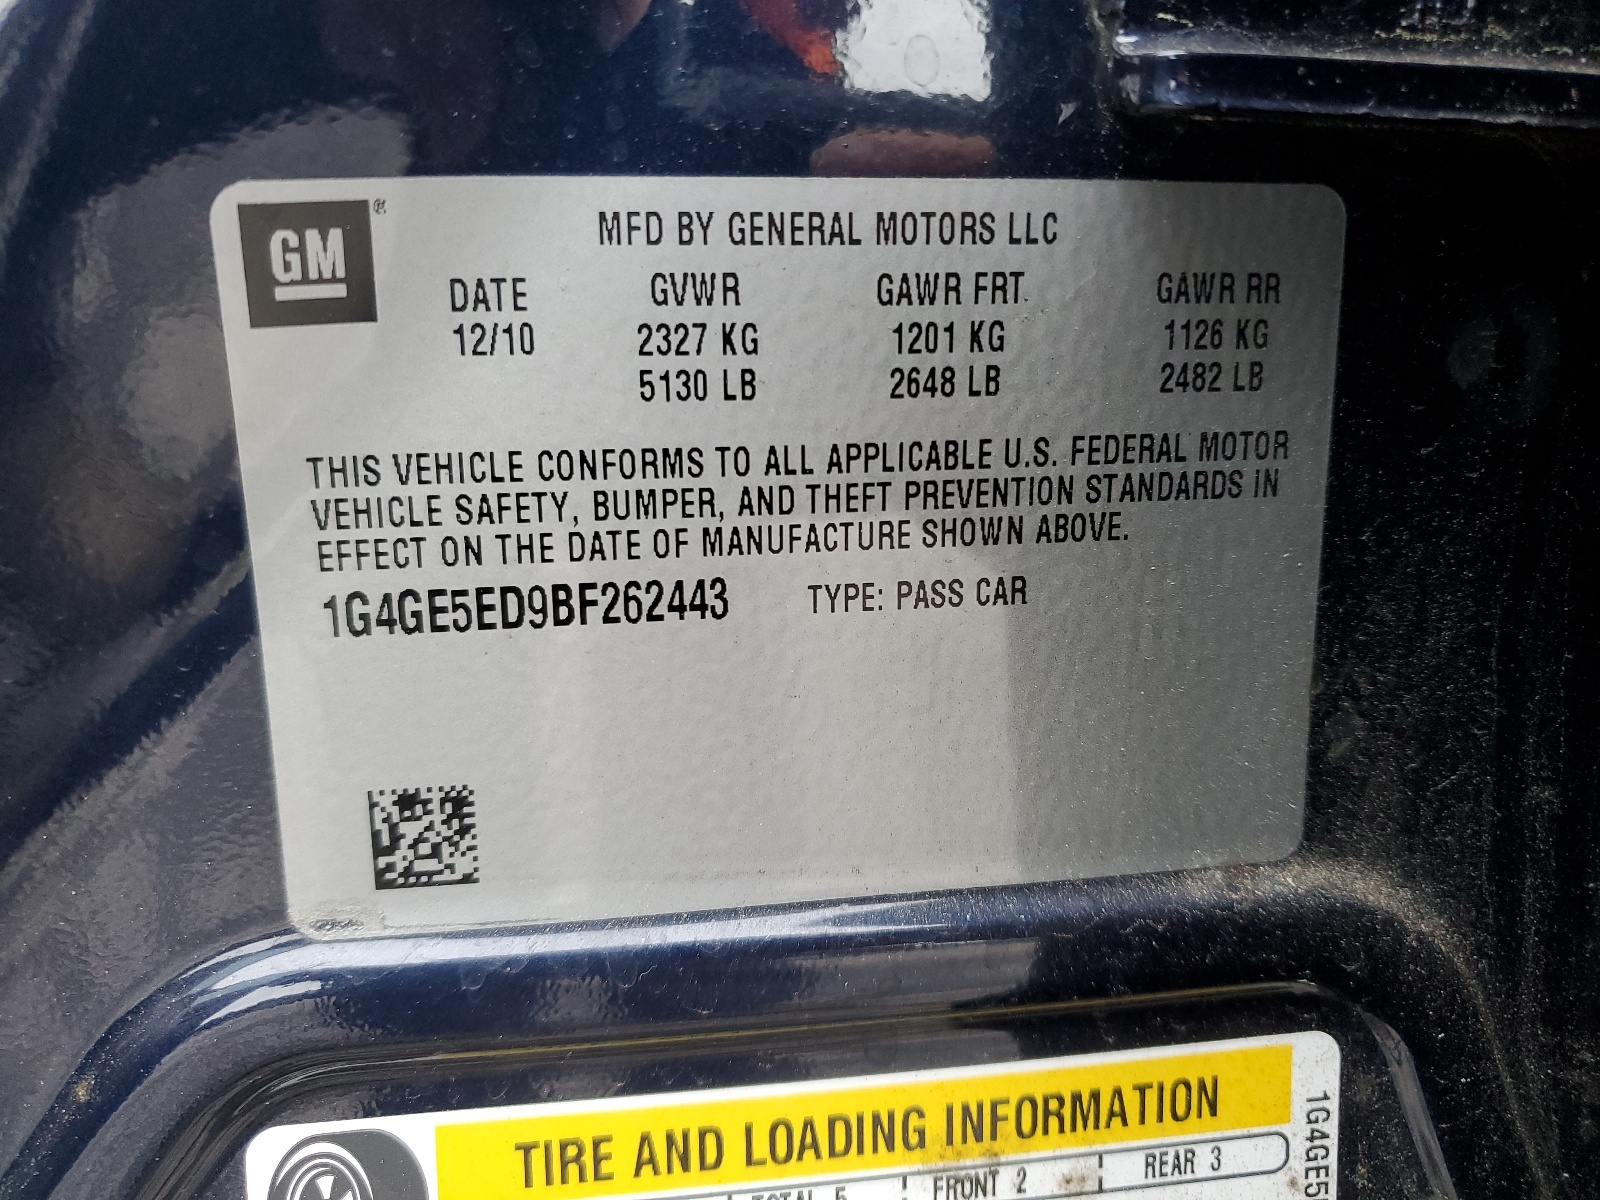 GM®
MFD BY GENERAL MOTORS LLC
DATE GVWR GAWR FRT. GAWR RR
12/10 2327 KG 1201 KG 1126 KG
5130 LB 2648 LB 2482 LB
THIS VEHICLE CONFORMS TO ALL APPLICABLE U.S. FEDERAL MOTOR
VEHICLE SAFETY, BUMPER, AND THEFT PREVENTION STANDARDS IN
EFFECT ON THE DATE OF MANUFACTURE SHOWN ABOVE.
1G4GE5ED9BF262443 TYPE: PASS CAR
TIRE AND LOADING INFORMATION
TOTAL 5 FRONT 2 REAR 3
1G4GE5